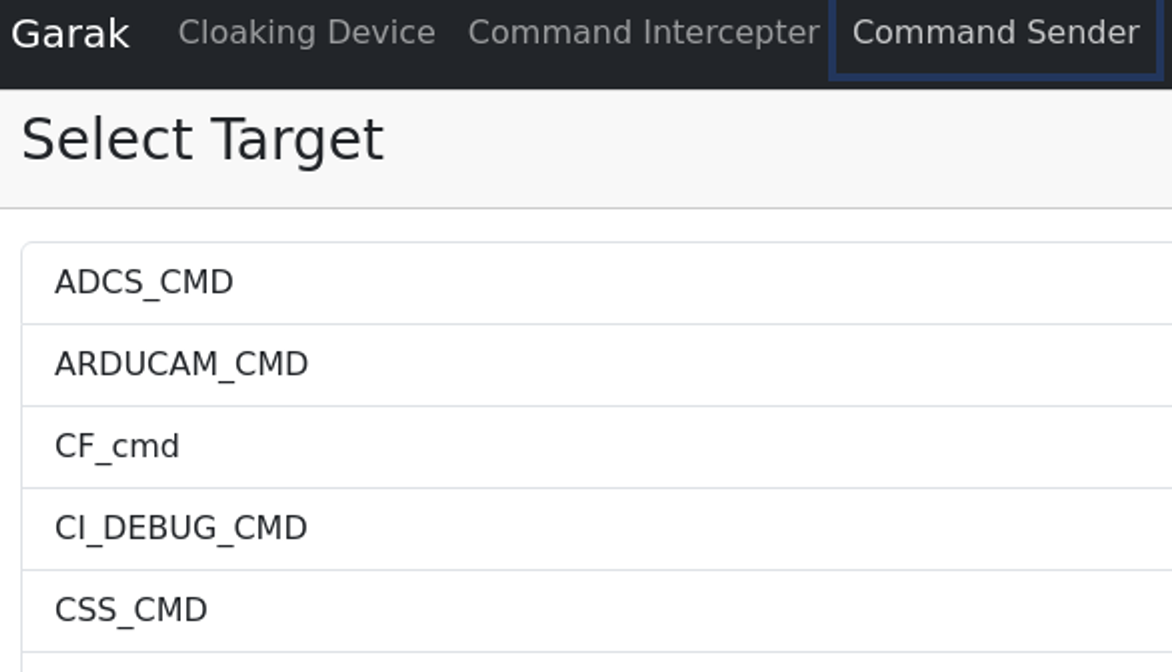 Garak Cloaking Device Command Intercepter Command Sender
Select Target
ADCS_CMD
ARDUCAM_CMD
CF_cmd
CI_DEBUG_CMD
CSS_CMD